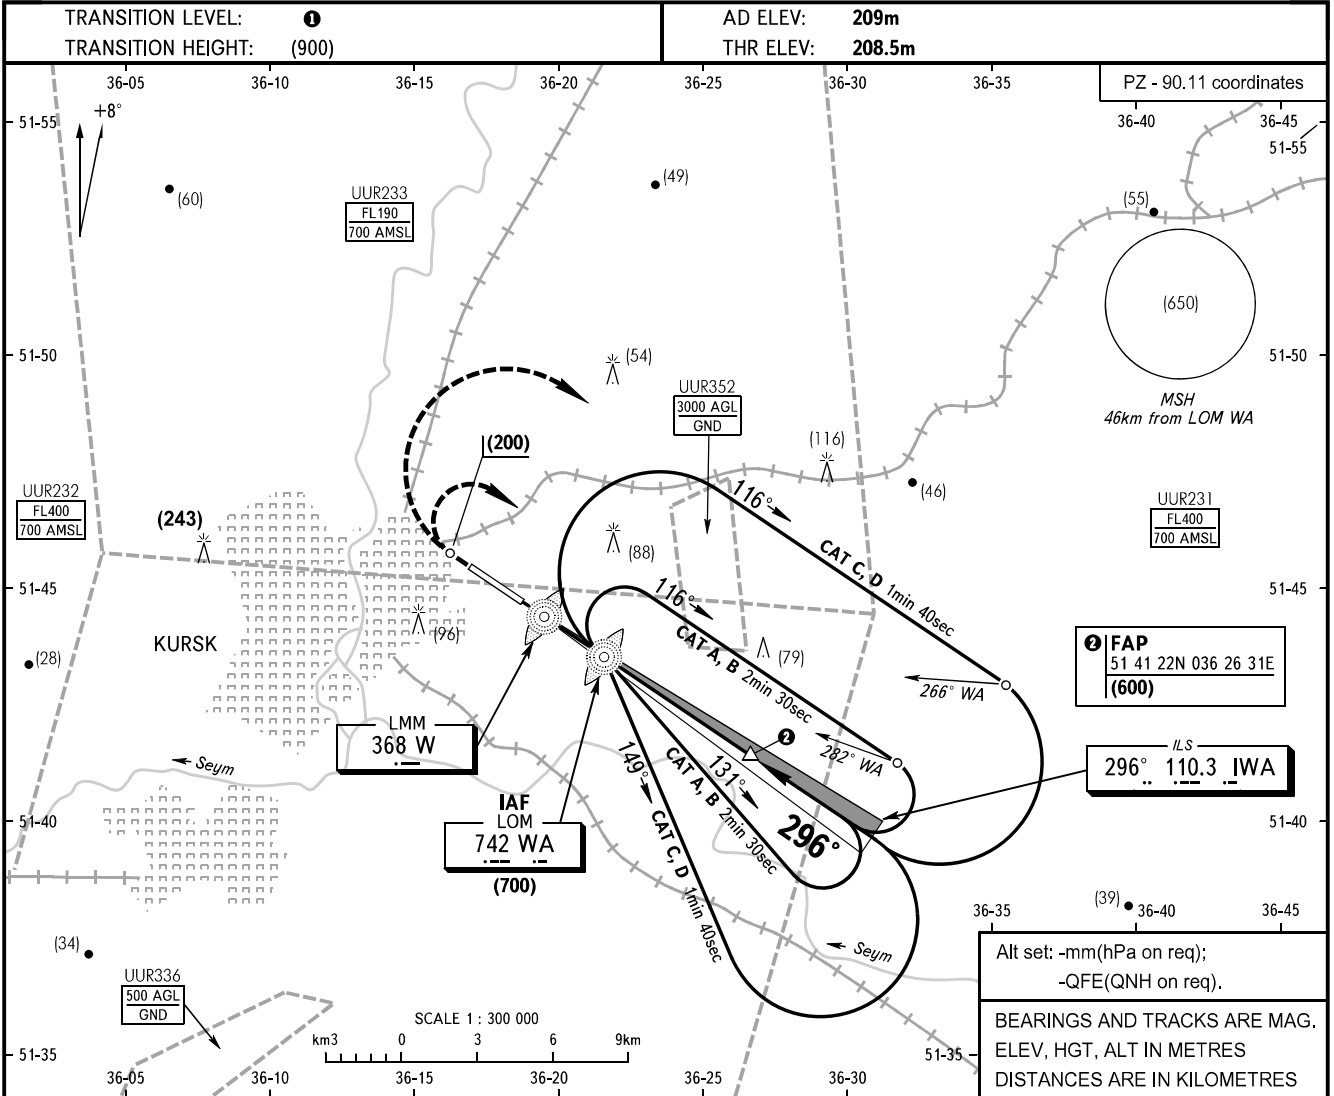 TRANSITION LEVEL: ❶
TRANSITION HEIGHT: (900)
AD ELEV: 209m
THR ELEV: 208.5m
36-05 36-10 36-15 36-20 36-25 36-30 36-35
PZ - 90.11 coordinates
36-40 36-45
51-55
51-55
+8°
(60)
(49)
(55)
UUR233
FL190
700 AMSL
(650)
MSH
46km from LOM WA
51-50
51-50
(54)
UUR352
3000 AGL
GND
(200)
(116)
(46)
UUR232
FL400
700 AMSL
UUR231
FL400
700 AMSL
(243)
(88)
116°
CAT C, D 1min 40sec
116°
CAT A, B 2min 30sec
51-45
51-45
KURSK
(96)
(28)
(79)
266° WA
282° WA
❷ FAP
51 41 22N 036 26 31E
(600)
LMM
368 W
❷
ILS
296° 110.3 IWA
Seym
149°
CAT C, D 1min 40sec
131°
CAT A, B 2min 30sec
296°
IAF
LOM
742 WA
(700)
51-40
51-40
(39)
36-35 36-40 36-45
(34)
Seym
UUR336
500 AGL
GND
Alt set: -mm(hPa on req);
-QFE(QNH on req).
SCALE 1 : 300 000
km3 0 3 6 9km
BEARINGS AND TRACKS ARE MAG.
ELEV, HGT, ALT IN METRES
DISTANCES ARE IN KILOMETRES
51-35
51-35
36-05 36-10 36-15 36-20 36-25 36-30